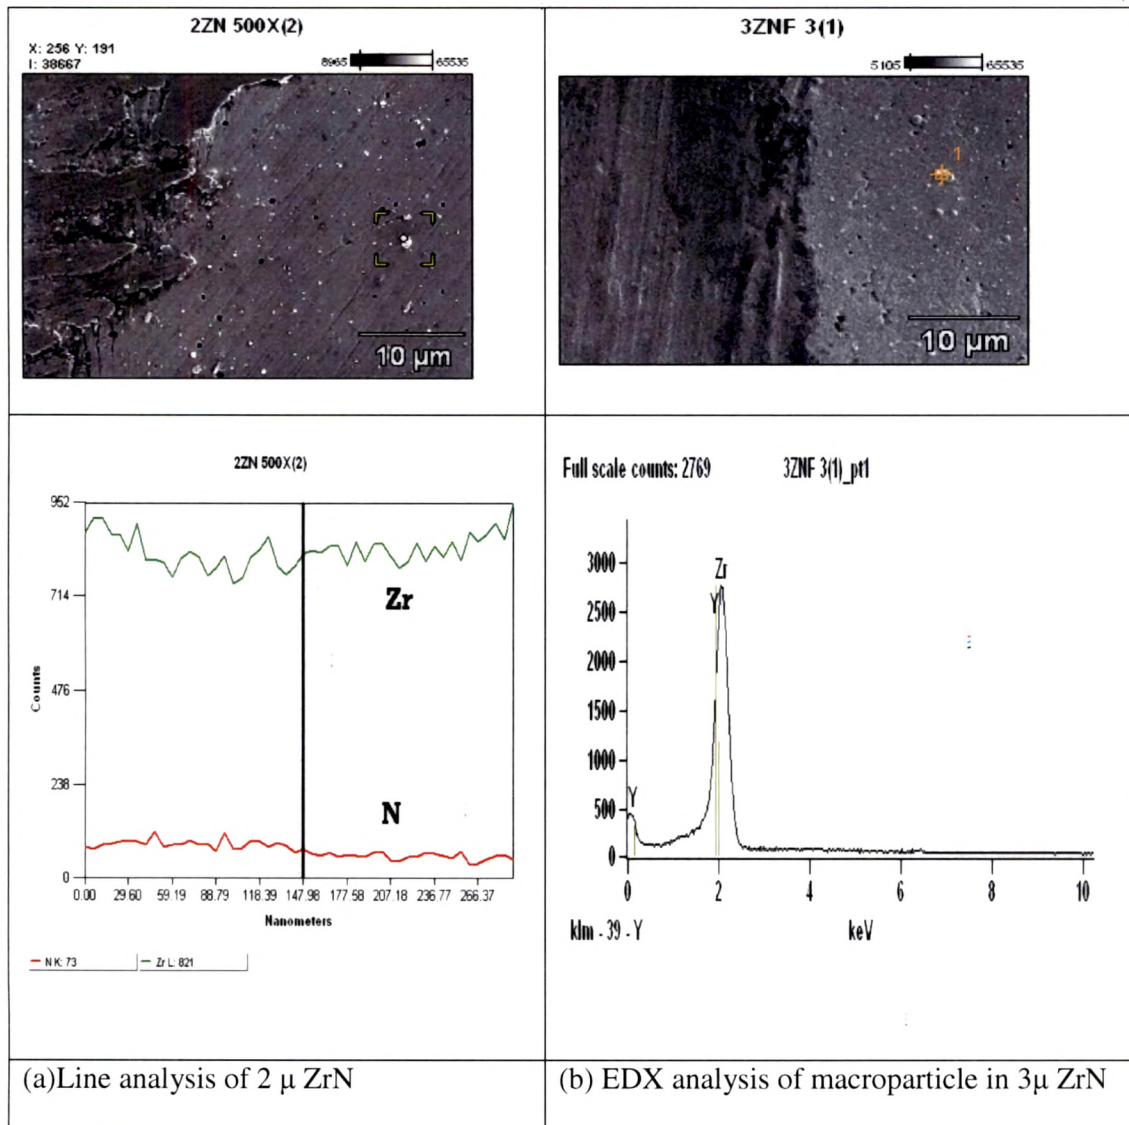 2ZN 500X(2)
X: 256 Y: 191
I: 38667
8965 65535
10 µm
3ZNF 3(1)
5105 65535
1
10 µm
2ZN 500X(2)
952
714
476
238
0
Counts
Zr
N
0.00 29.60 59.19 88.79 118.39 147.98 177.58 207.18 236.77 266.37
Nanometers
N K: 73 Zr L: 821
Full scale counts: 2769 3ZNF 3(1)_pt1
3000
2500
2000
1500
1000
500
0
Zr
Y
Y
0 2 4 6 8 10
klm - 39 - Y keV
(a)Line analysis of 2 µ ZrN
(b) EDX analysis of macroparticle in 3µ ZrN